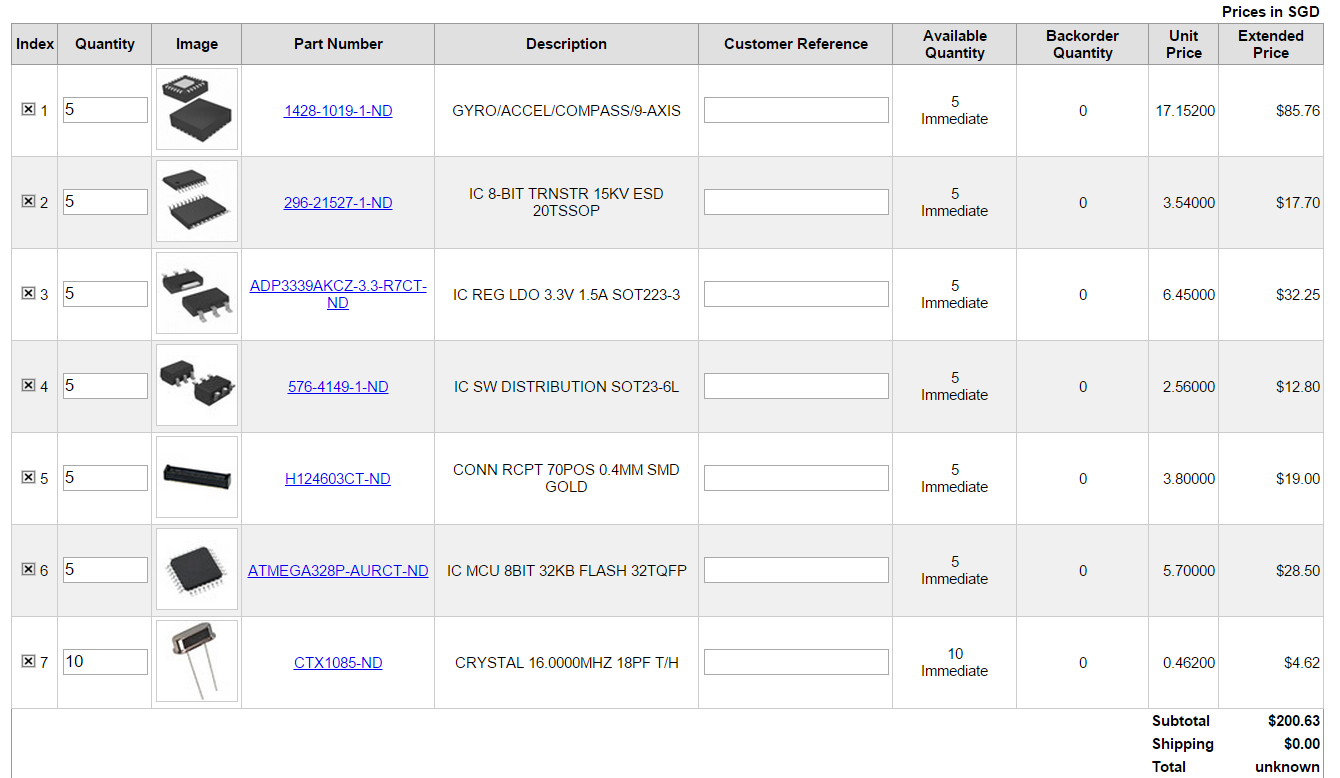 Prices in SGD
Index Quantity Image Part Number Description Customer Reference Available Quantity Backorder Quantity Unit Price Extended Price
1 5 1428-1019-1-ND GYRO/ACCEL/COMPASS/9-AXIS 5 Immediate 0 17.15200 $85.76
2 5 296-21527-1-ND IC 8-BIT TRNSTR 15KV ESD 20TSSOP 5 Immediate 0 3.54000 $17.70
3 5 ADP3339AKCZ-3.3-R7CT-ND IC REG LDO 3.3V 1.5A SOT223-3 5 Immediate 0 6.45000 $32.25
4 5 576-4149-1-ND IC SW DISTRIBUTION SOT23-6L 5 Immediate 0 2.56000 $12.80
5 5 H124603CT-ND CONN RCPT 70POS 0.4MM SMD GOLD 5 Immediate 0 3.80000 $19.00
6 5 ATMEGA328P-AURCT-ND IC MCU 8BIT 32KB FLASH 32TQFP 5 Immediate 0 5.70000 $28.50
7 10 CTX1085-ND CRYSTAL 16.0000MHZ 18PF T/H 10 Immediate 0 0.46200 $4.62
Subtotal $200.63
Shipping $0.00
Total unknown